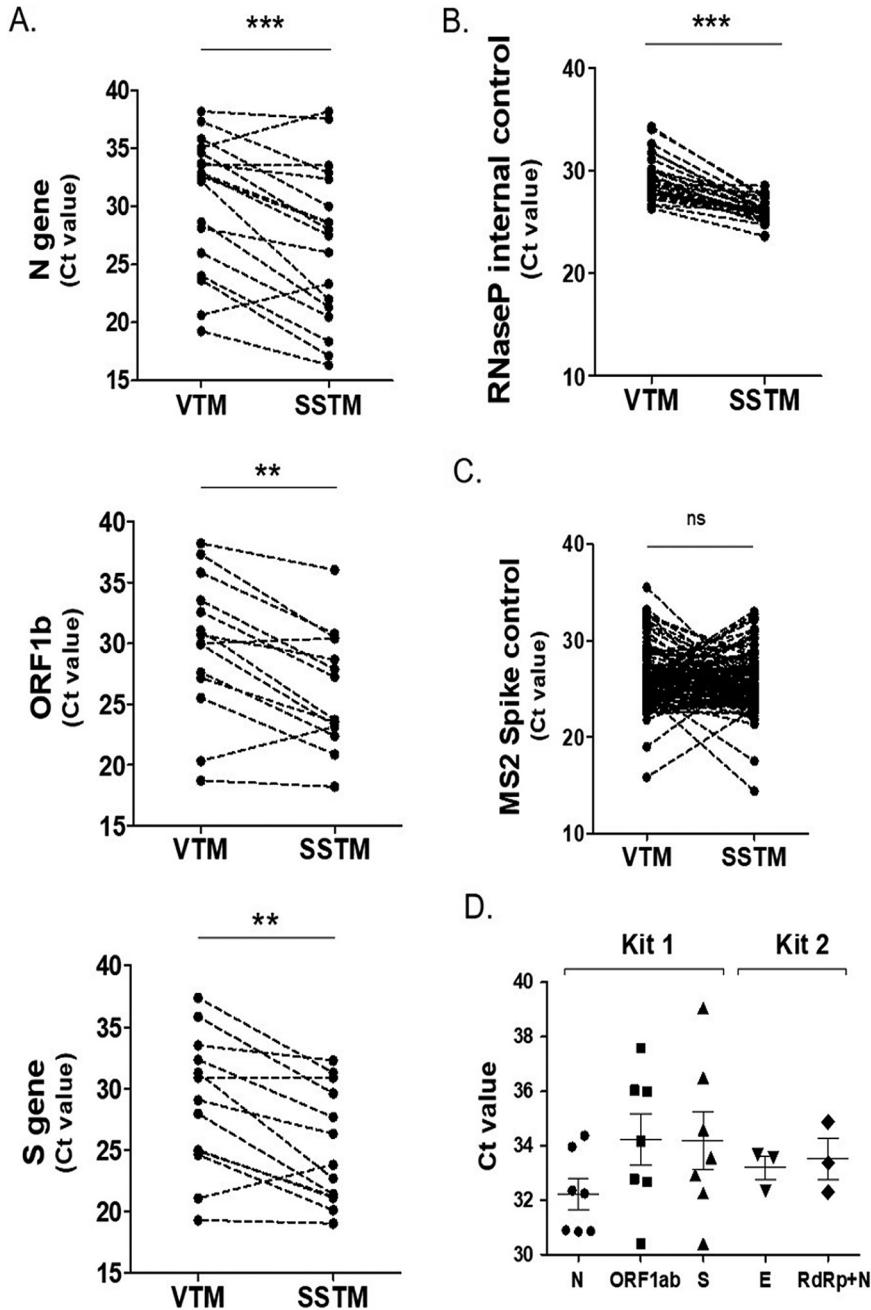 A.
***
N gene
(Ct value)
40
35
30
25
20
15
VTM SSTM
**
ORF1b
(Ct value)
40
35
30
25
20
15
VTM SSTM
**
S gene
(Ct value)
40
35
30
25
20
15
VTM SSTM
B.
***
RNaseP internal control
(Ct value)
40
30
20
10
VTM SSTM
C.
ns
MS2 Spike control
(Ct value)
40
30
20
10
VTM SSTM
D.
Kit 1 Kit 2
Ct value
40
38
36
34
32
30
N ORF1ab S E RdRp+N